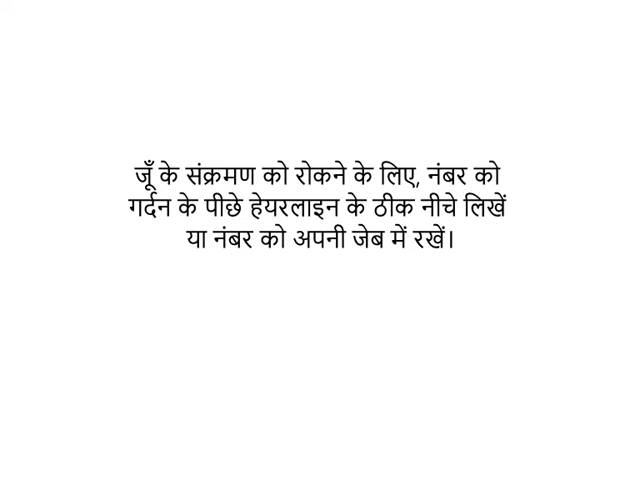 जूँ के संक्रमण को रोकने के लिए, नंबर को
गर्दन के पीछे हेयरलाइन के ठीक नीचे लिखें
या नंबर को अपनी जेब में रखें।